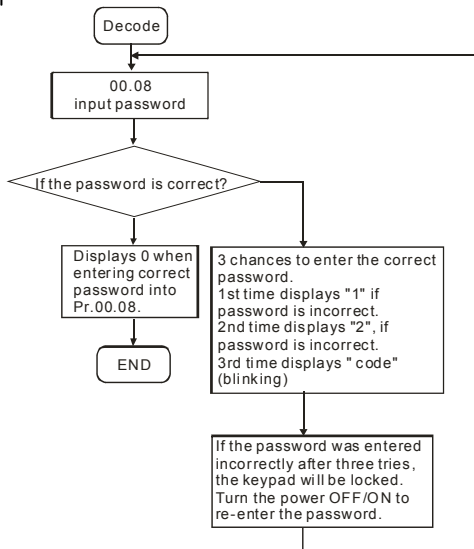 Decode
00.08
input password
If the password is correct?
Displays 0 when
entering correct
password into
Pr.00.08.
END
3 chances to enter the correct
password.
1st time displays "1" if
password is incorrect.
2nd time displays "2", if
password is incorrect.
3rd time displays " code"
(blinking)
If the password was entered
incorrectly after three tries,
the keypad will be locked.
Turn the power OFF/ON to
re-enter the password.